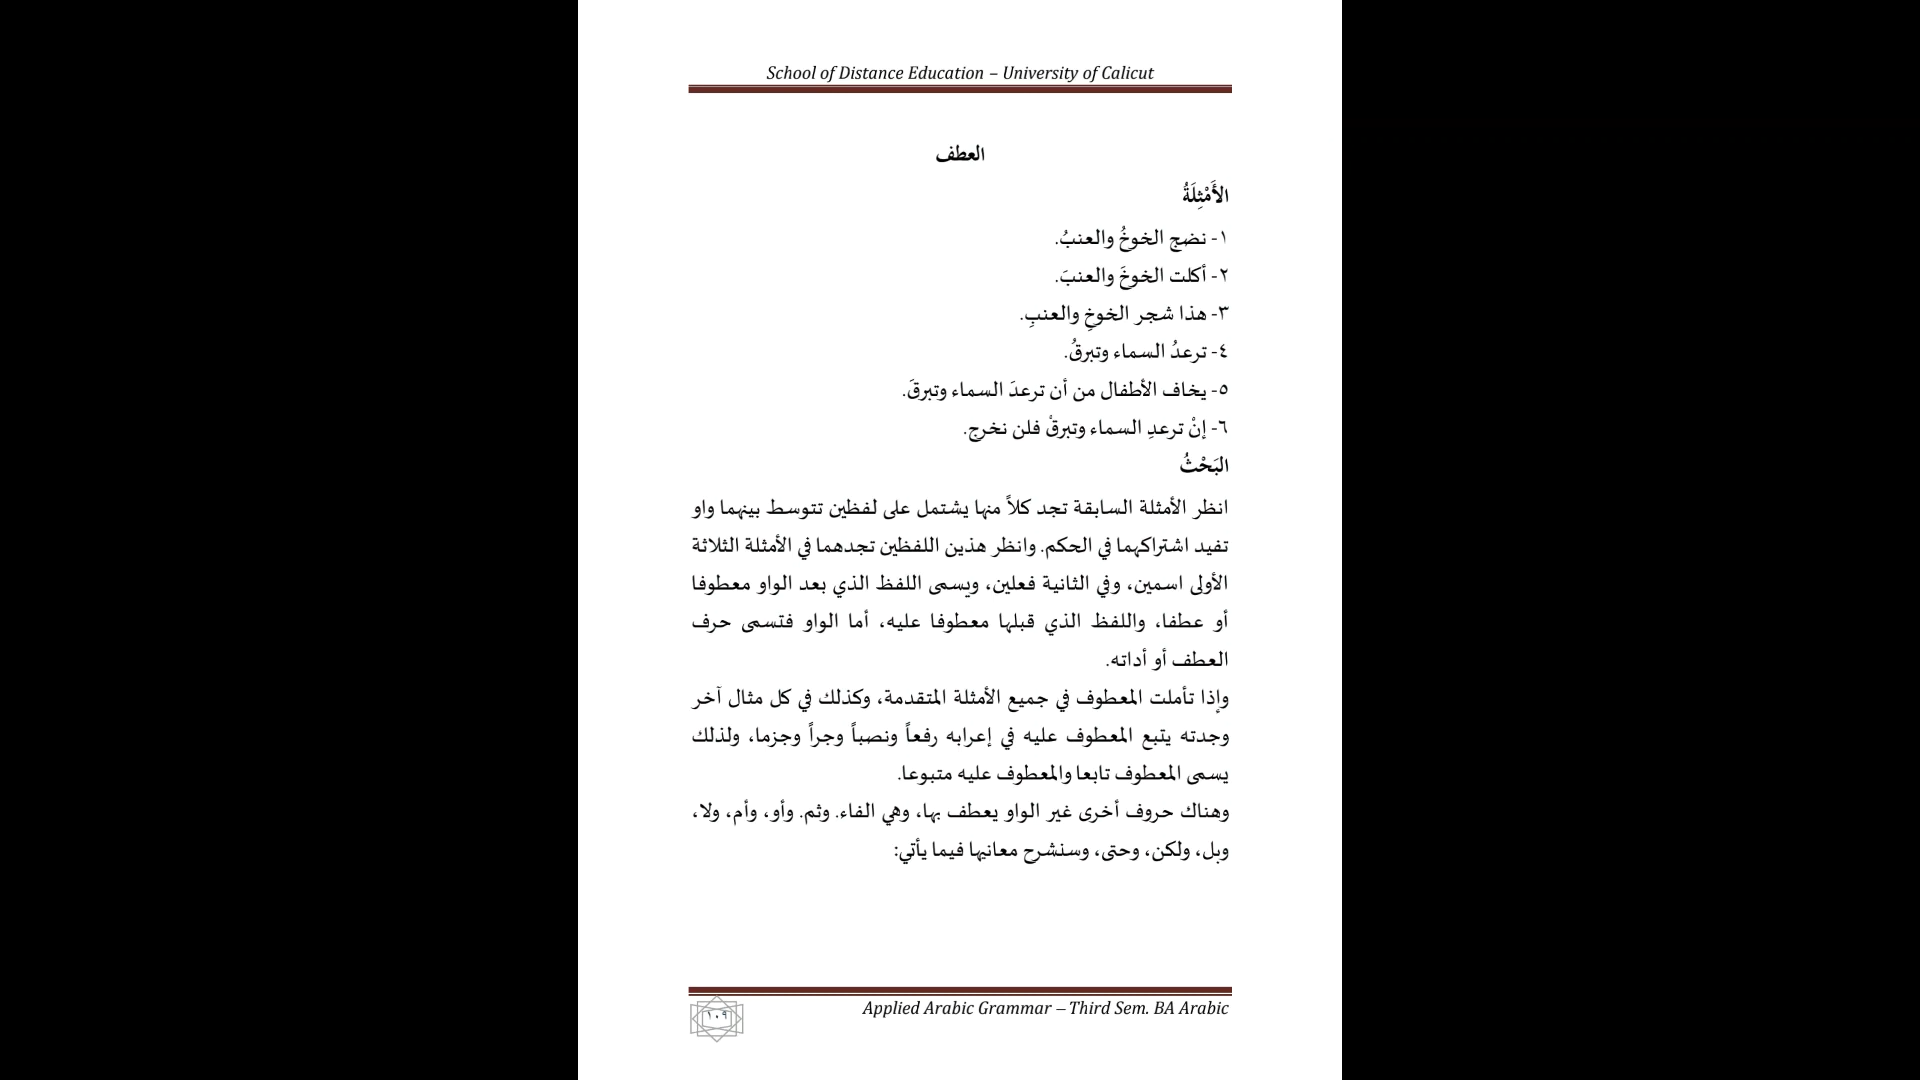 School of Distance Education – University of Calicut
العطف
الأَمْثِلَةُ
١- نضج الخوخُ والعنبُ.
٢- أكلت الخوخَ والعنبَ.
٣- هذا شجر الخوخِ والعنبِ.
٤- ترعدُ السماء وتبرقُ.
٥- يخاف الأطفال من أن ترعدَ السماء وتبرقَ.
٦- إنْ ترعدِ السماء وتبرقْ فلن نخرج.
البَحْثُ
انظر الأمثلة السابقة تجد كلاً منها يشتمل على لفظين تتوسط بينهما واو
تفيد اشتراكهما في الحكم. وانظر هذين اللفظين تجدهما في الأمثلة الثلاثة
الأولى اسمين، وفي الثانية فعلين، ويسمى اللفظ الذي بعد الواو معطوفا
أو عطفا، واللفظ الذي قبلها معطوفا عليه، أما الواو فتسمى حرف
العطف أو أداته.
وإذا تأملت المعطوف في جميع الأمثلة المتقدمة، وكذلك في كل مثال آخر
وجدته يتبع المعطوف عليه في إعرابه رفعاً ونصباً وجراً وجزما، ولذلك
يسمى المعطوف تابعا والمعطوف عليه متبوعا.
وهناك حروف أخرى غير الواو يعطف بها، وهي الفاء. وثم. وأو، وأم، ولا،
وبل، ولكن، وحتى، وسنشرح معانيها فيما يأتي:
Applied Arabic Grammar – Third Sem. BA Arabic
١٠٩